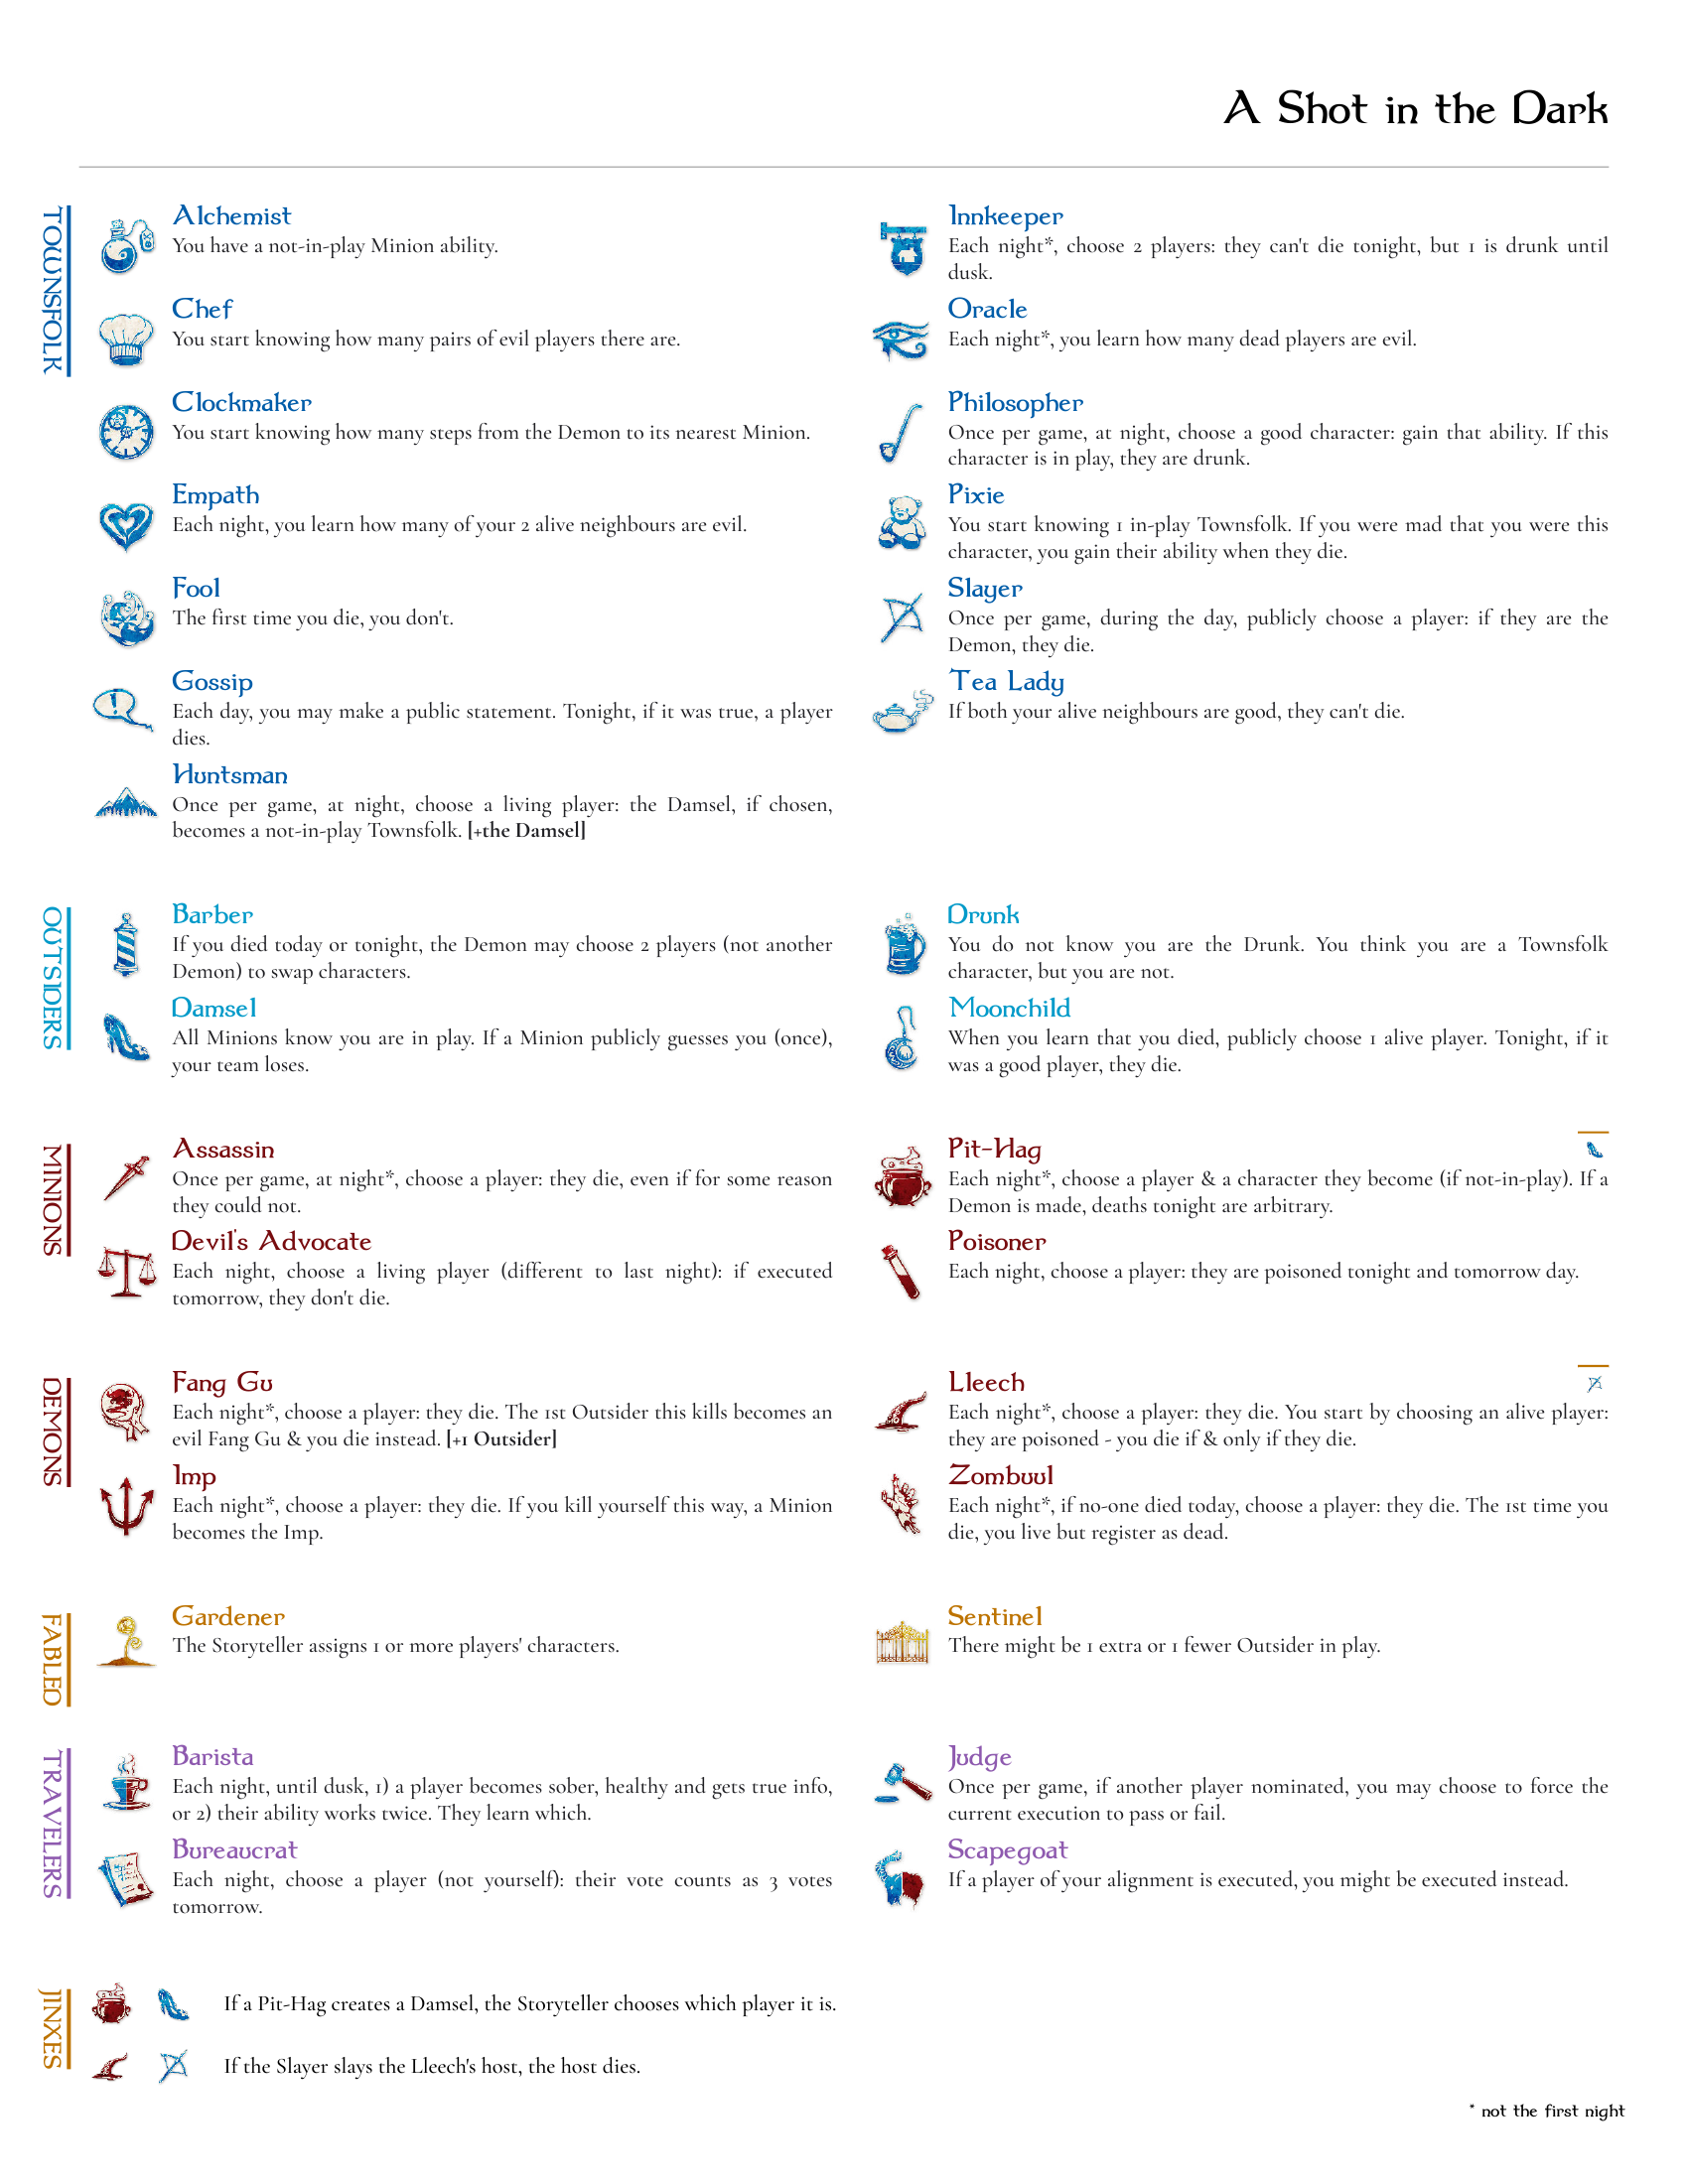 A Shot in the Dark
TOWNSFOLK
Alchemist
You have a not-in-play Minion ability.
Chef
You start knowing how many pairs of evil players there are.
Clockmaker
You start knowing how many steps from the Demon to its nearest Minion.
Empath
Each night, you learn how many of your 2 alive neighbours are evil.
Fool
The first time you die, you don't.
Gossip
Each day, you may make a public statement. Tonight, if it was true, a player
dies.
Huntsman
Once per game, at night, choose a living player: the Damsel, if chosen,
becomes a not-in-play Townsfolk. [+the Damsel]
Innkeeper
Each night*, choose 2 players: they can't die tonight, but 1 is drunk until
dusk.
Oracle
Each night*, you learn how many dead players are evil.
Philosopher
Once per game, at night, choose a good character: gain that ability. If this
character is in play, they are drunk.
Pixie
You start knowing 1 in-play Townsfolk. If you were mad that you were this
character, you gain their ability when they die.
Slayer
Once per game, during the day, publicly choose a player: if they are the
Demon, they die.
Tea Lady
If both your alive neighbours are good, they can't die.
OUTSIDERS
Barber
If you died today or tonight, the Demon may choose 2 players (not another
Demon) to swap characters.
Damsel
All Minions know you are in play. If a Minion publicly guesses you (once),
your team loses.
Drunk
You do not know you are the Drunk. You think you are a Townsfolk
character, but you are not.
Moonchild
When you learn that you died, publicly choose 1 alive player. Tonight, if it
was a good player, they die.
MINIONS
Assassin
Once per game, at night*, choose a player: they die, even if for some reason
they could not.
Devil's Advocate
Each night, choose a living player (different to last night): if executed
tomorrow, they don't die.
Pit-Hag
Each night*, choose a player & a character they become (if not-in-play). If a
Demon is made, deaths tonight are arbitrary.
Poisoner
Each night, choose a player: they are poisoned tonight and tomorrow day.
DEMONS
Fang Gu
Each night*, choose a player: they die. The 1st Outsider this kills becomes an
evil Fang Gu & you die instead. [+1 Outsider]
Imp
Each night*, choose a player: they die. If you kill yourself this way, a Minion
becomes the Imp.
Lleech
Each night*, choose a player: they die. You start by choosing an alive player:
they are poisoned - you die if & only if they die.
Zombuul
Each night*, if no-one died today, choose a player: they die. The 1st time you
die, you live but register as dead.
FABLED
Gardener
The Storyteller assigns 1 or more players' characters.
Sentinel
There might be 1 extra or 1 fewer Outsider in play.
TRAVELERS
Barista
Each night, until dusk, 1) a player becomes sober, healthy and gets true info,
or 2) their ability works twice. They learn which.
Bureaucrat
Each night, choose a player (not yourself): their vote counts as 3 votes
tomorrow.
Judge
Once per game, if another player nominated, you may choose to force the
current execution to pass or fail.
Scapegoat
If a player of your alignment is executed, you might be executed instead.
JINXES
If a Pit-Hag creates a Damsel, the Storyteller chooses which player it is.
If the Slayer slays the Lleech's host, the host dies.
* not the first night